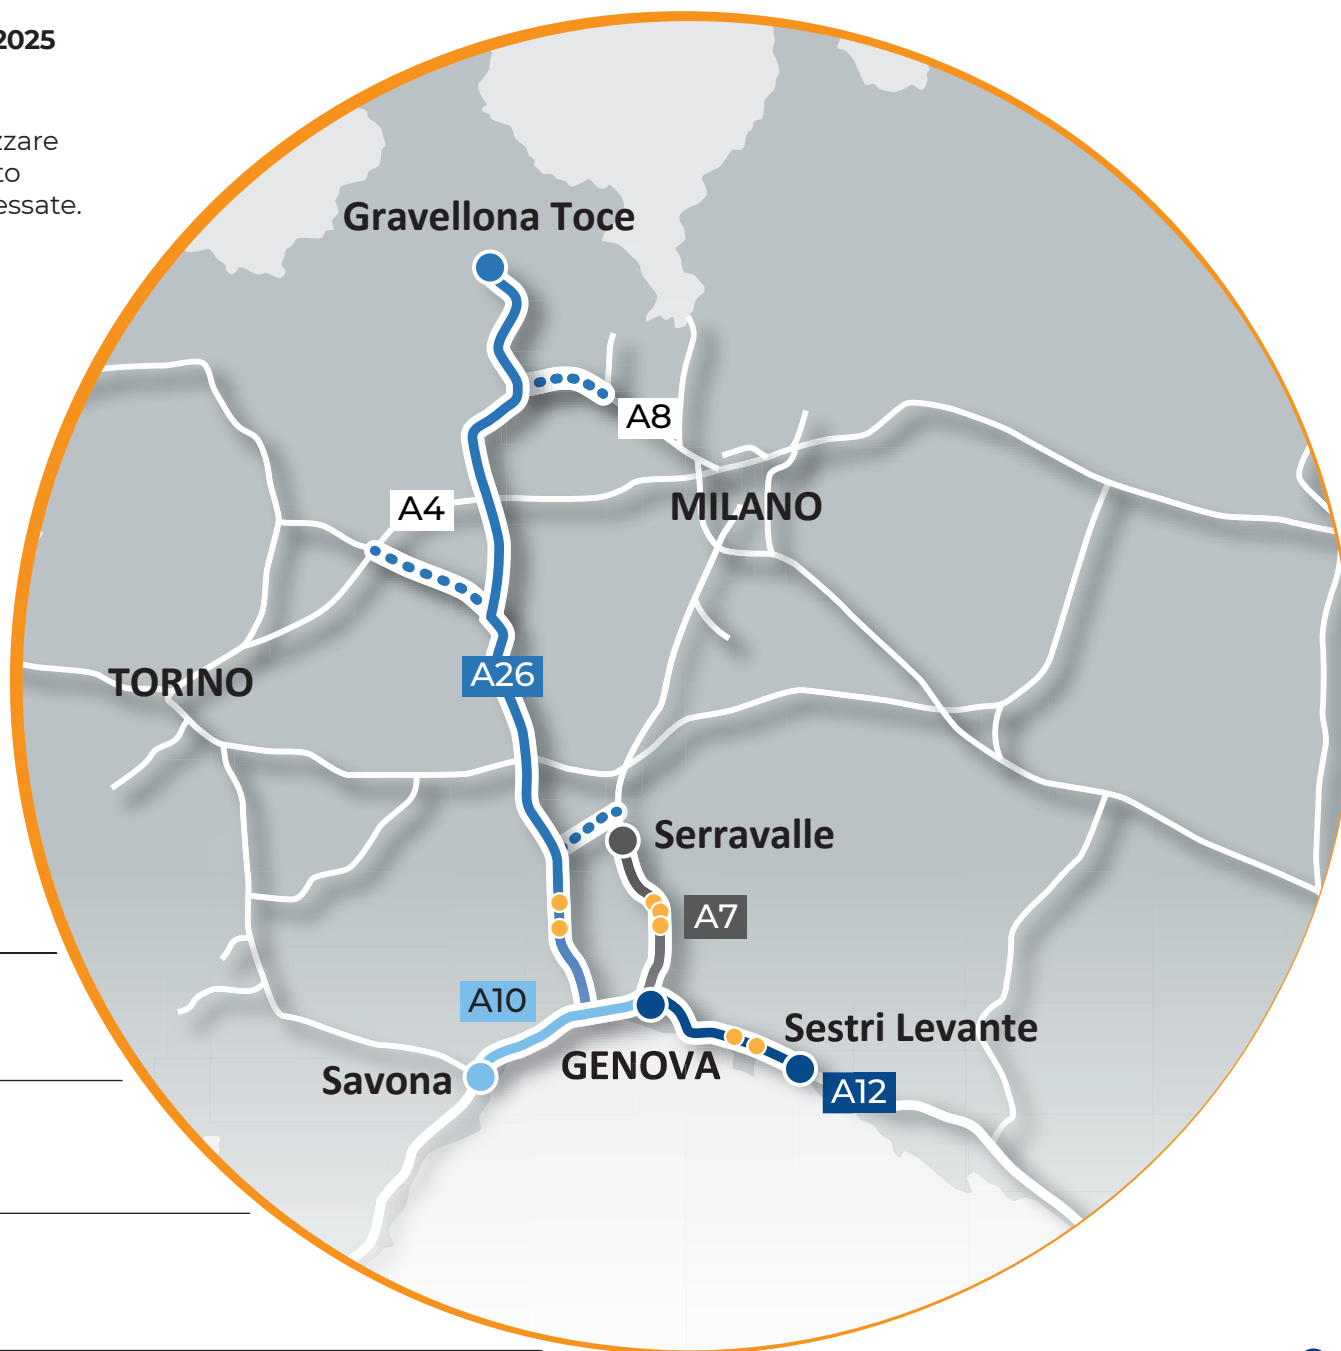 2025
zzare
to
essate.
Gravellona Toce
A8
A4
MILANO
TORINO
A26
Serravalle
A7
A10
Sestri Levante
GENOVA
Savona
A12